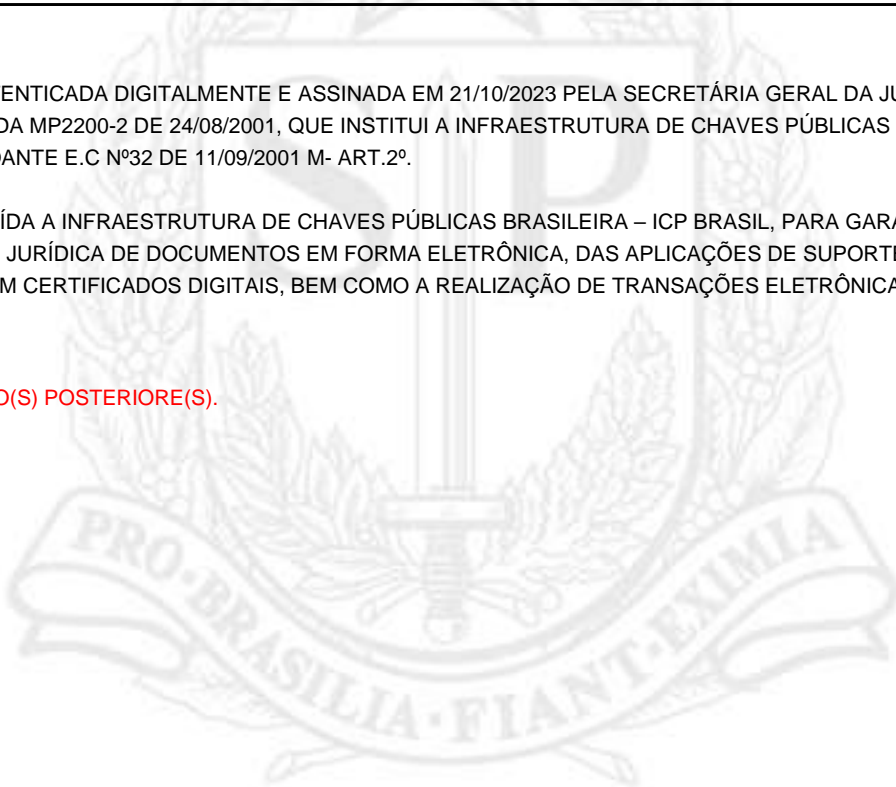 ENTICADA DIGITALMENTE E ASSINADA EM 21/10/2023 PELA SECRETÁRIA GERAL DA JU
DA MP2200-2 DE 24/08/2001, QUE INSTITUI A INFRAESTRUTURA DE CHAVES PÚBLICAS
DANTE E.C Nº32 DE 11/09/2001 M- ART.2º.
ÍDA A INFRAESTRUTURA DE CHAVES PÚBLICAS BRASILEIRA – ICP BRASIL, PARA GARA
JURÍDICA DE DOCUMENTOS EM FORMA ELETRÔNICA, DAS APLICAÇÕES DE SUPORTE
M CERTIFICADOS DIGITAIS, BEM COMO A REALIZAÇÃO DE TRANSAÇÕES ELETRÔNICA
O(S) POSTERIORE(S).
SP
PRO·BRASILIA·FIANT·EXIMIA